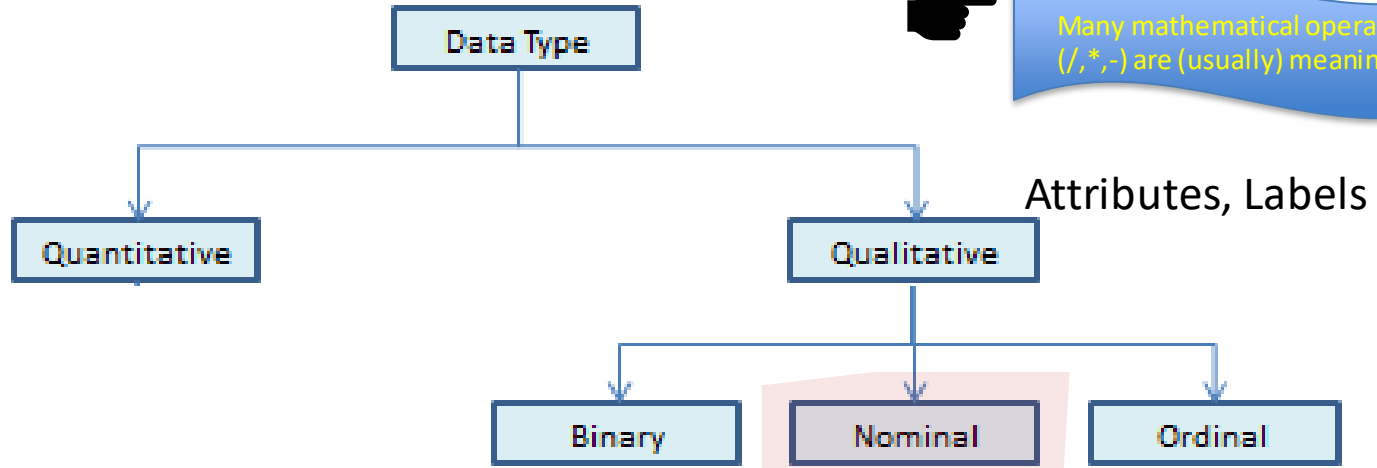 Data Type
Many mathematical opera
(/,*,-) are (usually) meanin
Attributes, Labels
Quantitative
Qualitative
Binary
Nominal
Ordinal